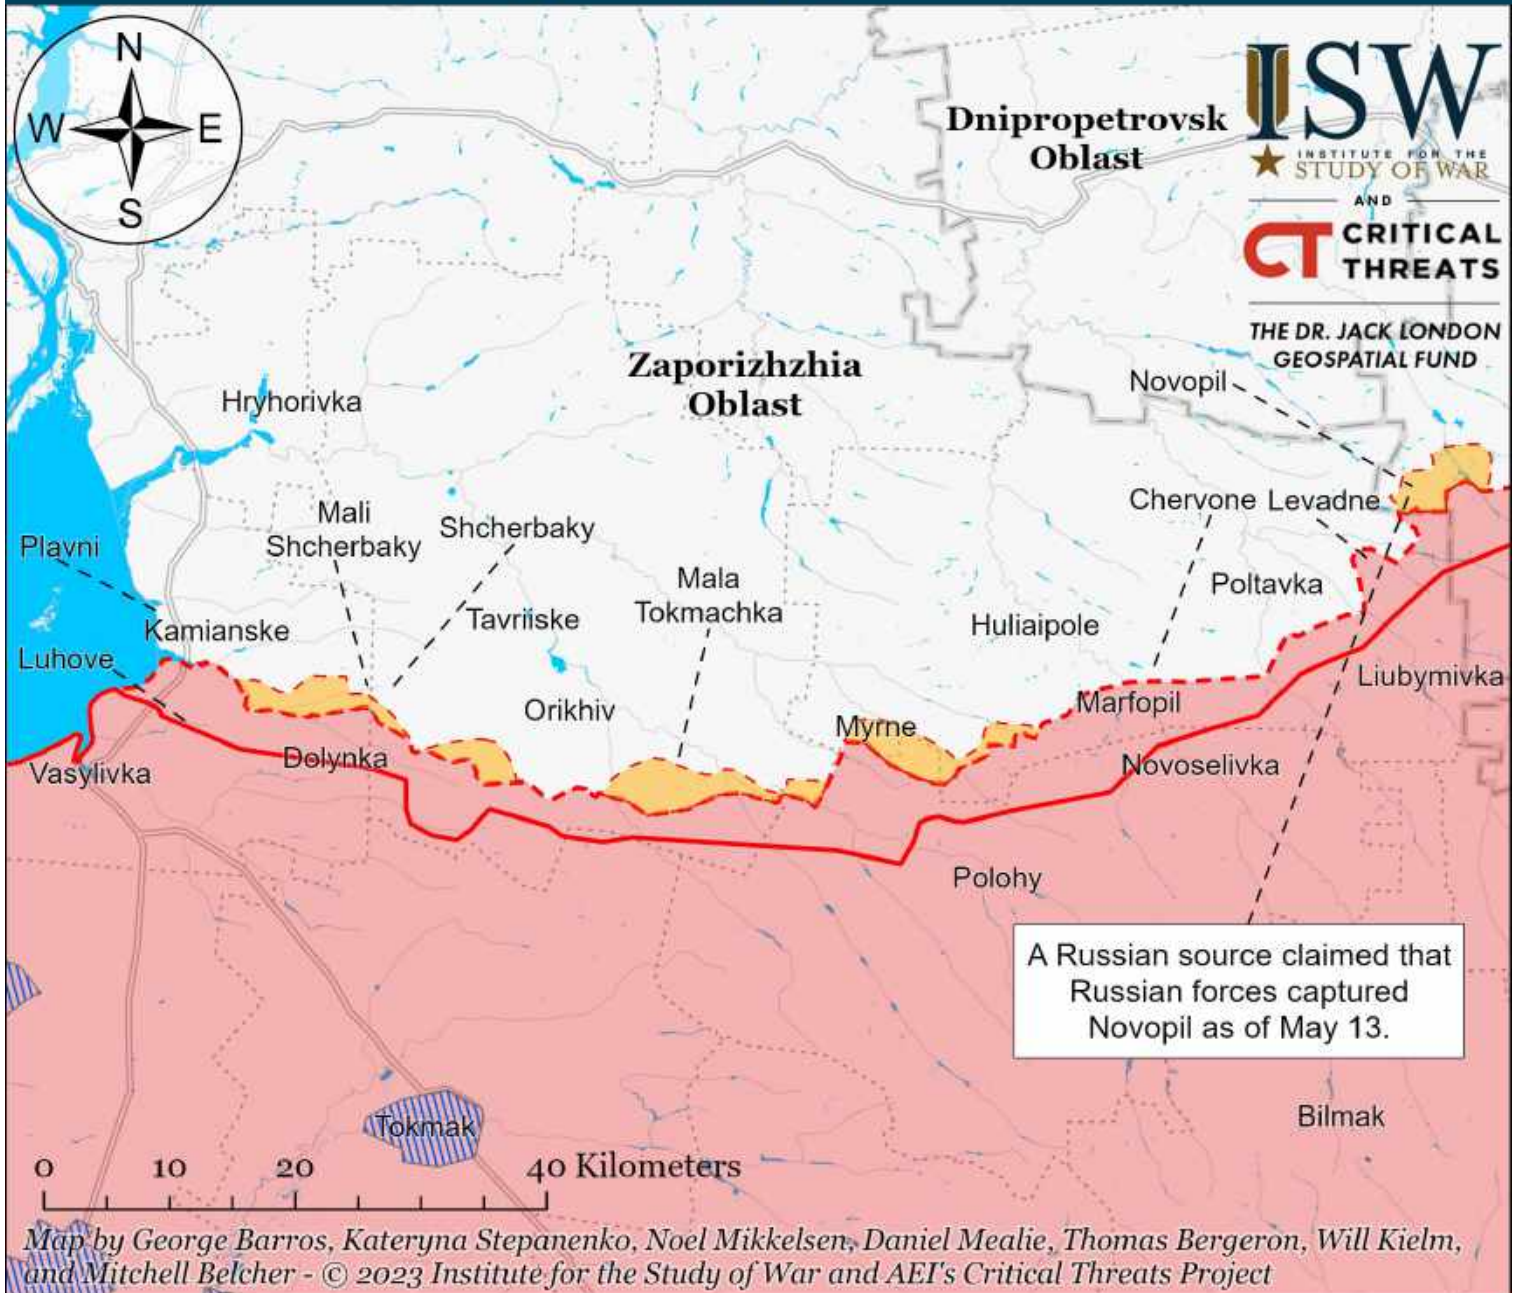 N
W E
S
Dnipropetrovsk
Oblast
ISW
INSTITUTE FOR THE
STUDY OF WAR
AND
CT CRITICAL
THREATS
THE DR. JACK LONDON
GEOSPATIAL FUND
Zaporizhzhia
Oblast
Novopil
Hryhorivka
Mali
Shcherbaky
Shcherbaky
Chervone
Levadne
Plavni
Mala
Tokmachka
Poltavka
Kamianske
Tavriiske
Huliaipole
Luhove
Liubymivka
Orikhiv
Marfopil
Myrne
Dolynka
Vasylivka
Novoselivka
Polohy
A Russian source claimed that
Russian forces captured
Novopil as of May 13.
Tokmak
Bilmak
0 10 20 40 Kilometers
Map by George Barros, Kateryna Stepanenko, Noel Mikkelsen, Daniel Mealie, Thomas Bergeron, Will Kielm,
and Mitchell Belcher - © 2023 Institute for the Study of War and AEI's Critical Threats Project